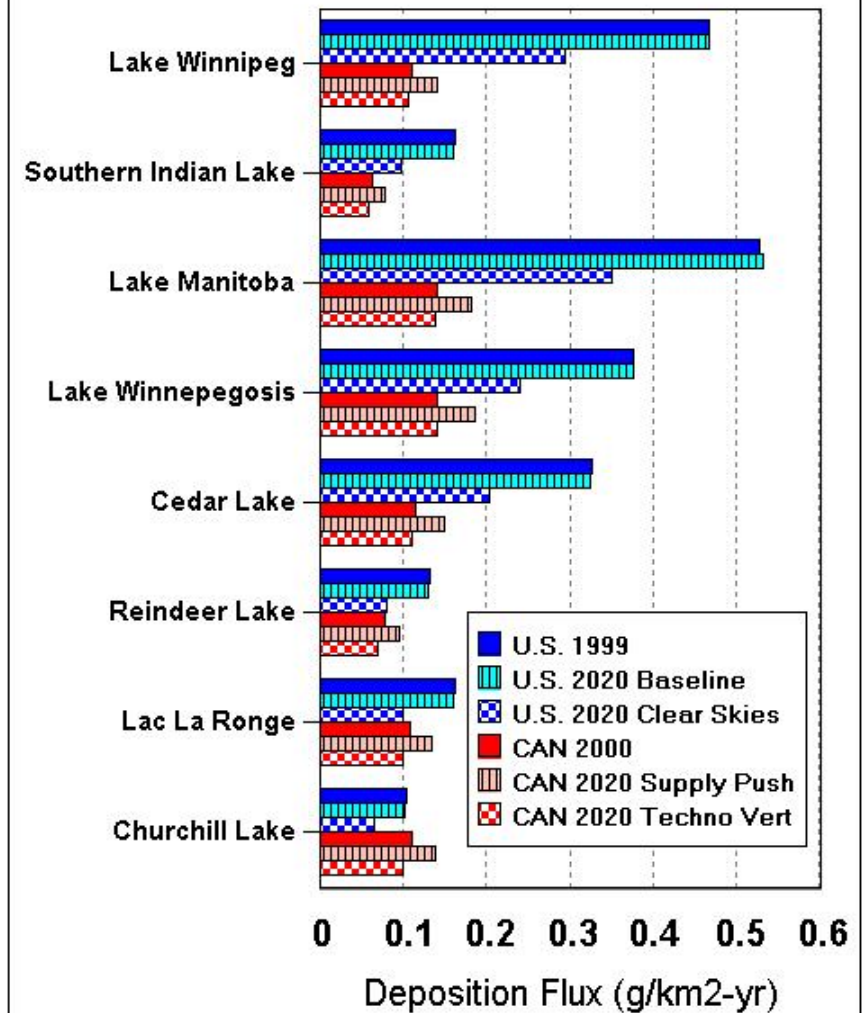 Lake Winnipeg
Southern Indian Lake
Lake Manitoba
Lake Winnepegosis
Cedar Lake
Reindeer Lake
Lac La Ronge
Churchill Lake
U.S. 1999
U.S. 2020 Baseline
U.S. 2020 Clear Skies
CAN 2000
CAN 2020 Supply Push
CAN 2020 Techno Vert
0 0.1 0.2 0.3 0.4 0.5 0.6
Deposition Flux (g/km2-yr)